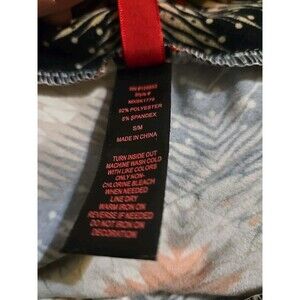 Style #
92% POLYESTER
8% SPANDEX
S/M
MADE IN CHINA
TURN INSIDE OUT
MACHINE WASH COLD
WITH LIKE COLORS
ONLY NON-
CHLORINE BLEACH
WHEN NEEDED
LINE DRY
WARM IRON ON
REVERSE IF NEEDED
DO NOT IRON ON
DECORATION